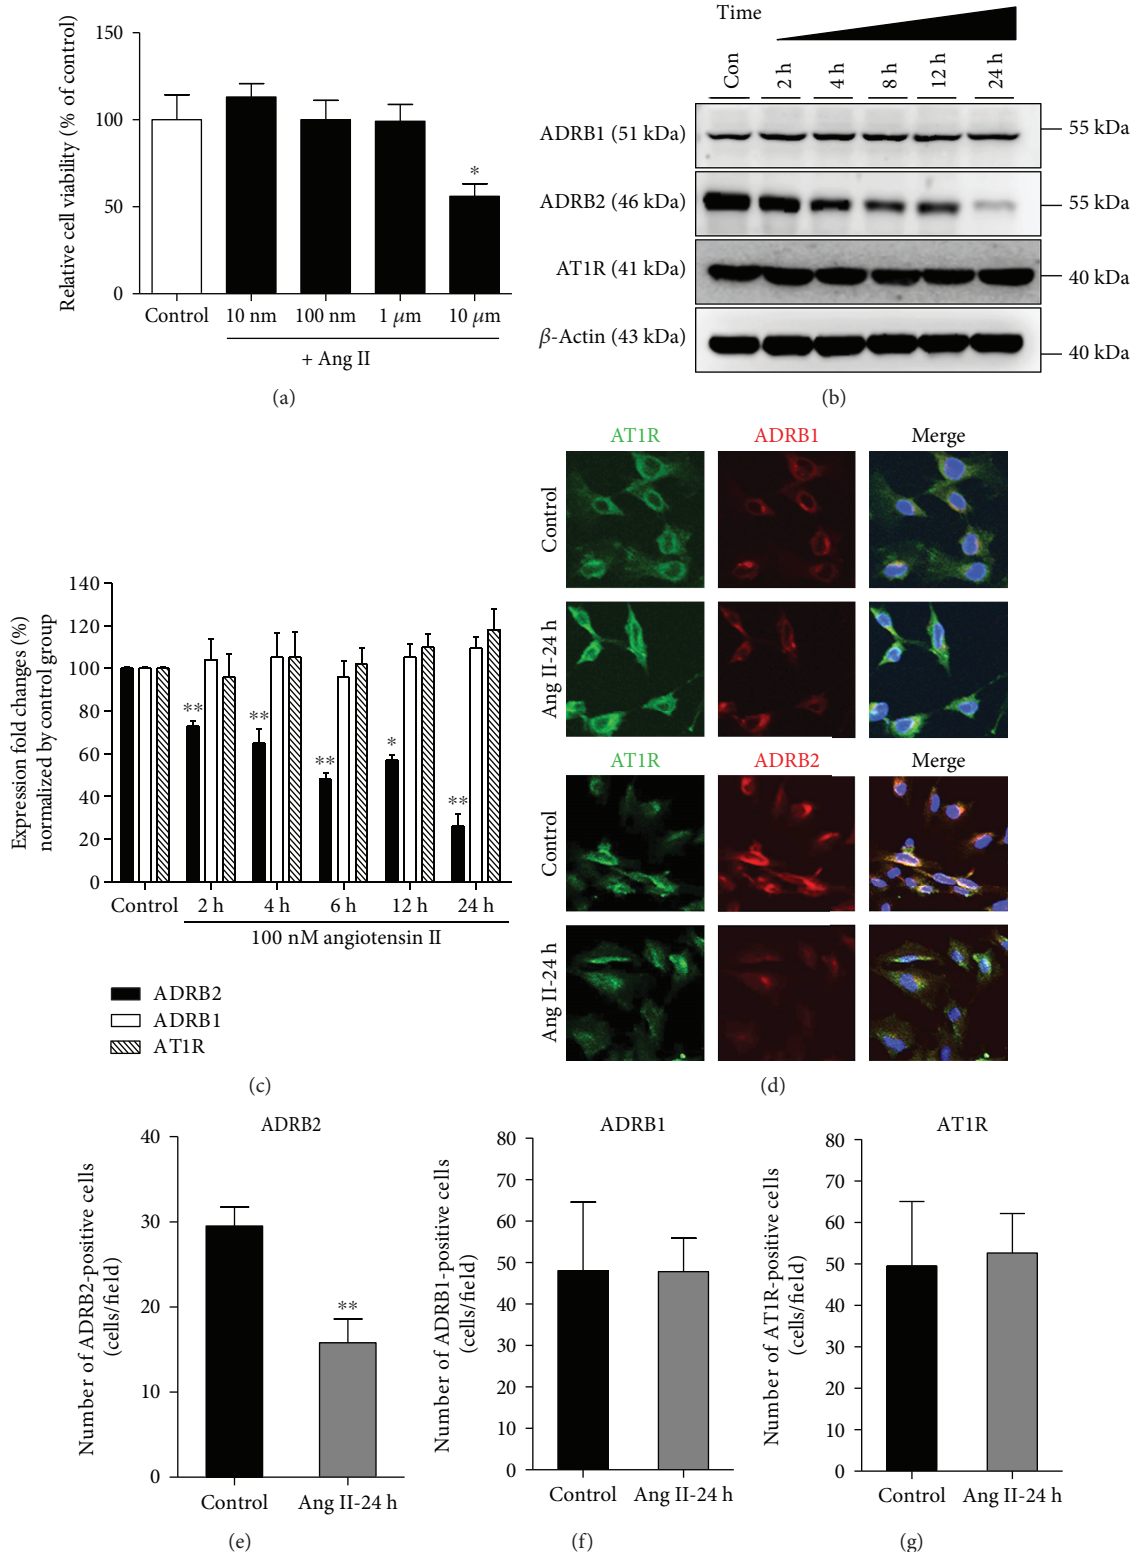 Relative cell viability (% of control)
150
100
50
0
Control
10 nm
100 nm
1 μm
10 μm
*
+ Ang II
(a)
Time
Con
2 h
4 h
8 h
12 h
24 h
ADRB1 (51 kDa)
55 kDa
ADRB2 (46 kDa)
55 kDa
AT1R (41 kDa)
40 kDa
β-Actin (43 kDa)
40 kDa
(b)
Expression fold changes (%)
normalized by control group
140
120
100
80
60
40
20
0
**
**
**
*
**
Control
2 h
4 h
6 h
12 h
24 h
100 nM angiotensin II
ADRB2
ADRB1
AT1R
(c)
AT1R
ADRB1
Merge
Control
Ang II-24 h
AT1R
ADRB2
Merge
Control
Ang II-24 h
(d)
ADRB2
Number of ADRB2-positive cells
(cells/field)
40
30
20
10
0
**
Control
Ang II-24 h
(e)
ADRB1
Number of ADRB1-positive cells
(cells/field)
80
70
60
50
40
30
20
10
0
Control
Ang II-24 h
(f)
AT1R
Number of AT1R-positive cells
(cells/field)
80
70
60
50
40
30
20
10
0
Control
Ang II-24 h
(g)